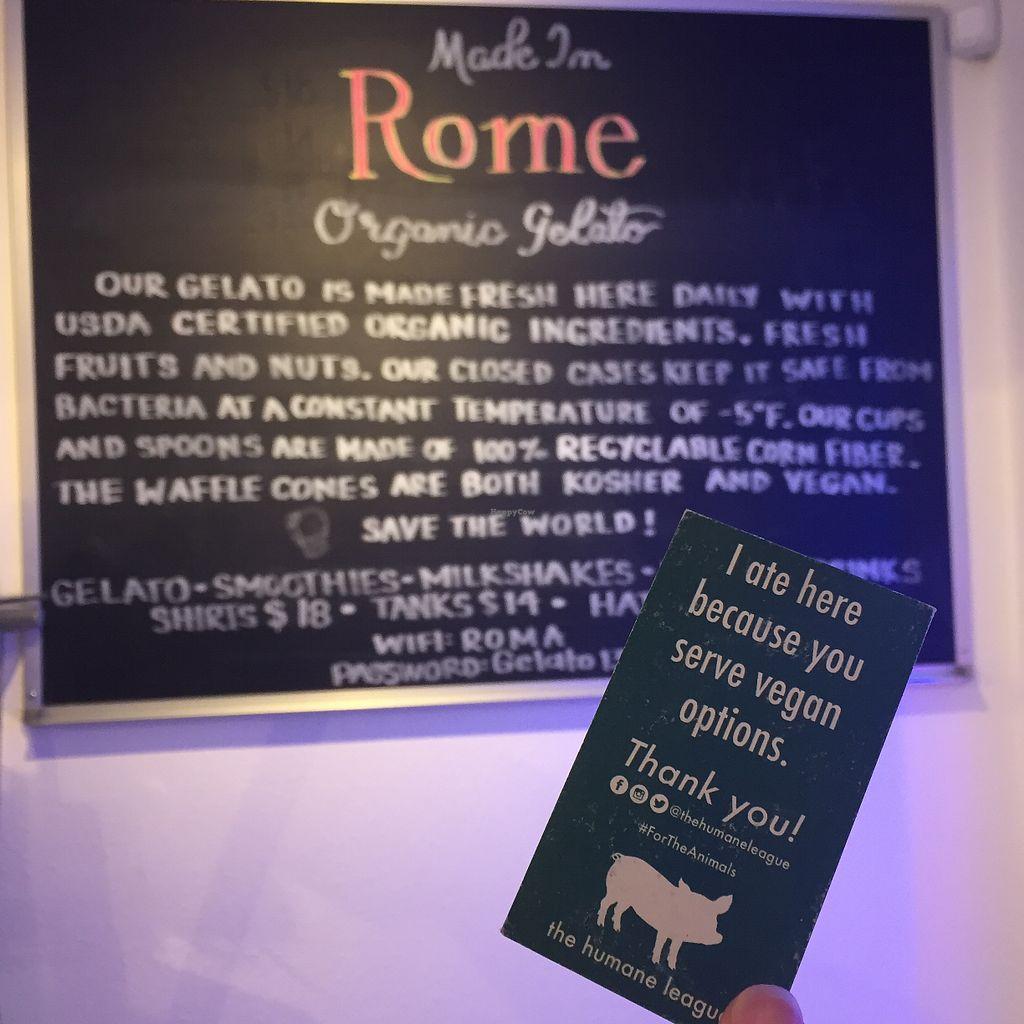 Made In
Rome
Organic Gelato
OUR GELATO IS MADE FRESH HERE DAILY WITH
USDA CERTIFIED ORGANIC INGREDIENTS. FRESH
FRUITS AND NUTS. OUR CLOSED CASES KEEP IT SAFE FROM
BACTERIA AT A CONSTANT TEMPERATURE OF -5°F. OUR CUPS
AND SPOONS ARE MADE OF 100% RECYCLABLE CORN FIBER.
THE WAFFLE CONES ARE BOTH KOSHER AND VEGAN.
HappyCow
SAVE THE WORLD!
GELATO-SMOOTHIES-MILKSHAKES-
SHIRTS $18 • TANKS $14 •
WIFI: ROMA
PASSWORD: Gelato
I ate here
because you
serve vegan
options.
Thank you!
@thehumaneleague
#ForTheAnimals
the humane leagu